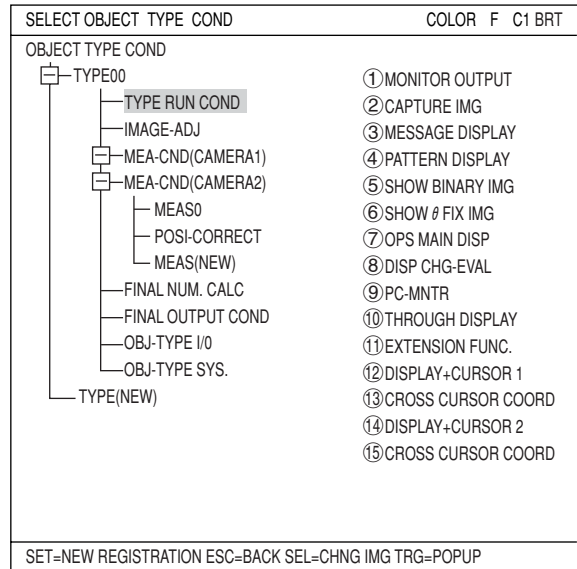 SELECT OBJECT TYPE COND COLOR F C1 BRT
OBJECT TYPE COND
TYPE00
TYPE RUN COND
IMAGE-ADJ
MEA-CND(CAMERA1)
MEA-CND(CAMERA2)
MEAS0
POSI-CORRECT
MEAS(NEW)
FINAL NUM. CALC
FINAL OUTPUT COND
OBJ-TYPE I/0
OBJ-TYPE SYS.
TYPE(NEW)
①MONITOR OUTPUT
②CAPTURE IMG
③MESSAGE DISPLAY
④PATTERN DISPLAY
⑤SHOW BINARY IMG
⑥SHOW θ FIX IMG
⑦OPS MAIN DISP
⑧DISP CHG-EVAL
⑨PC-MNTR
⑩THROUGH DISPLAY
⑪EXTENSION FUNC.
⑫DISPLAY+CURSOR 1
⑬CROSS CURSOR COORD
⑭DISPLAY+CURSOR 2
⑮CROSS CURSOR COORD
SET=NEW REGISTRATION ESC=BACK SEL=CHNG IMG TRG=POPUP